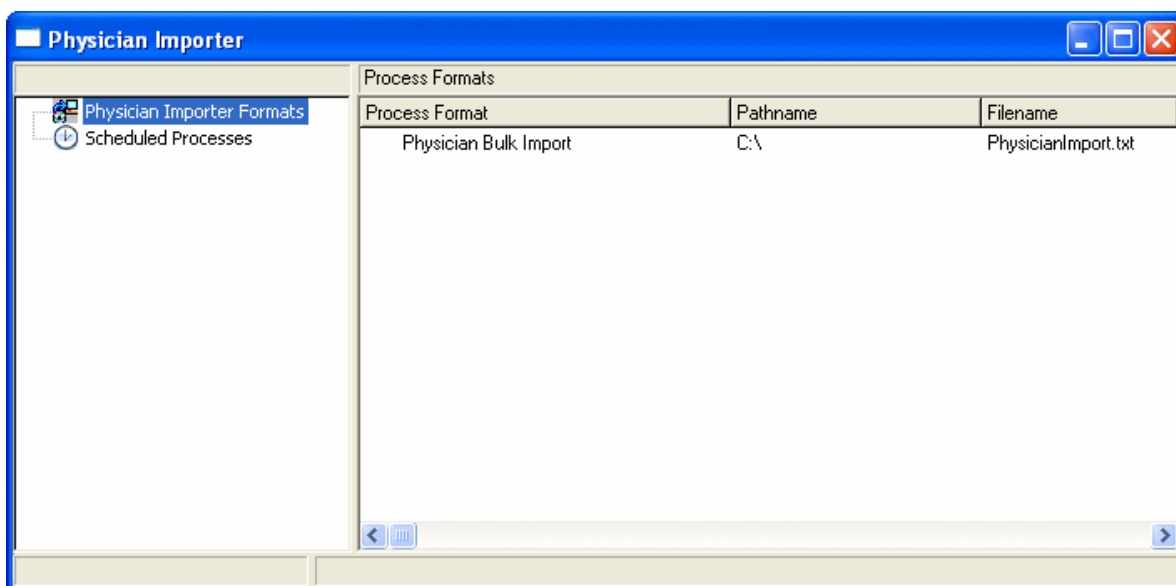 Physician Importer
Process Formats
Physician Importer Formats
Scheduled Processes
Process Format Pathname Filename
Physician Bulk Import C:\ PhysicianImport.txt